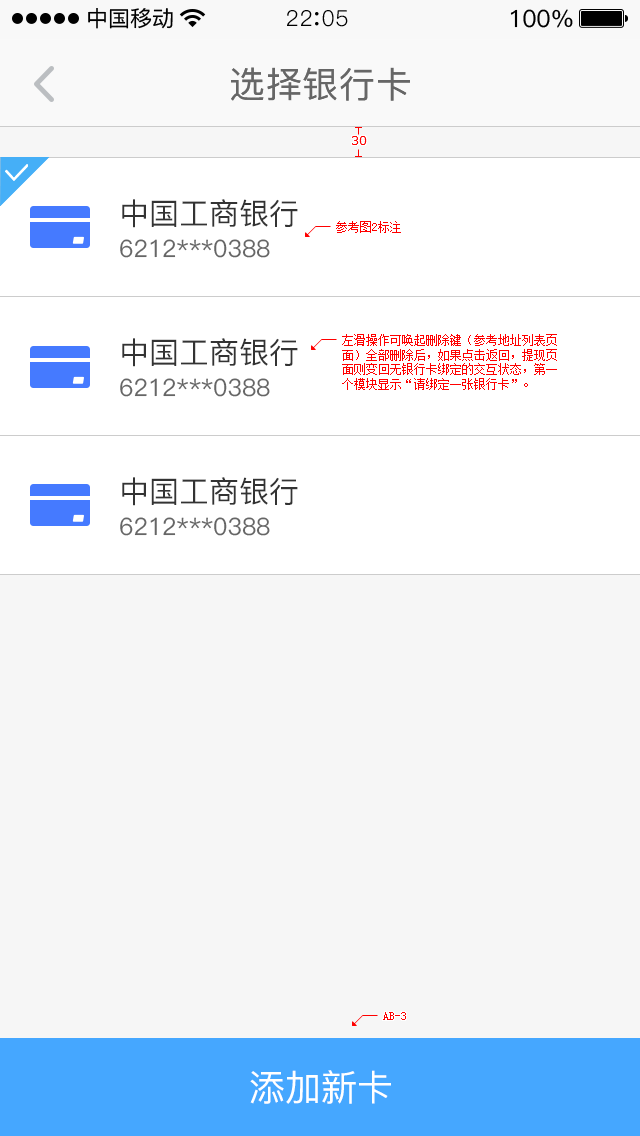 中国移动 22:05 100%
选择银行卡
30
中国工商银行
6212***0388
参考图2标注
中国工商银行
6212***0388
左滑操作可唤起删除键（参考地址列表页
面）全部删除后，如果点击返回，提现页
面则变回无银行卡绑定的交互状态，第一
个模块显示“请绑定一张银行卡”。
中国工商银行
6212***0388
AB-3
添加新卡